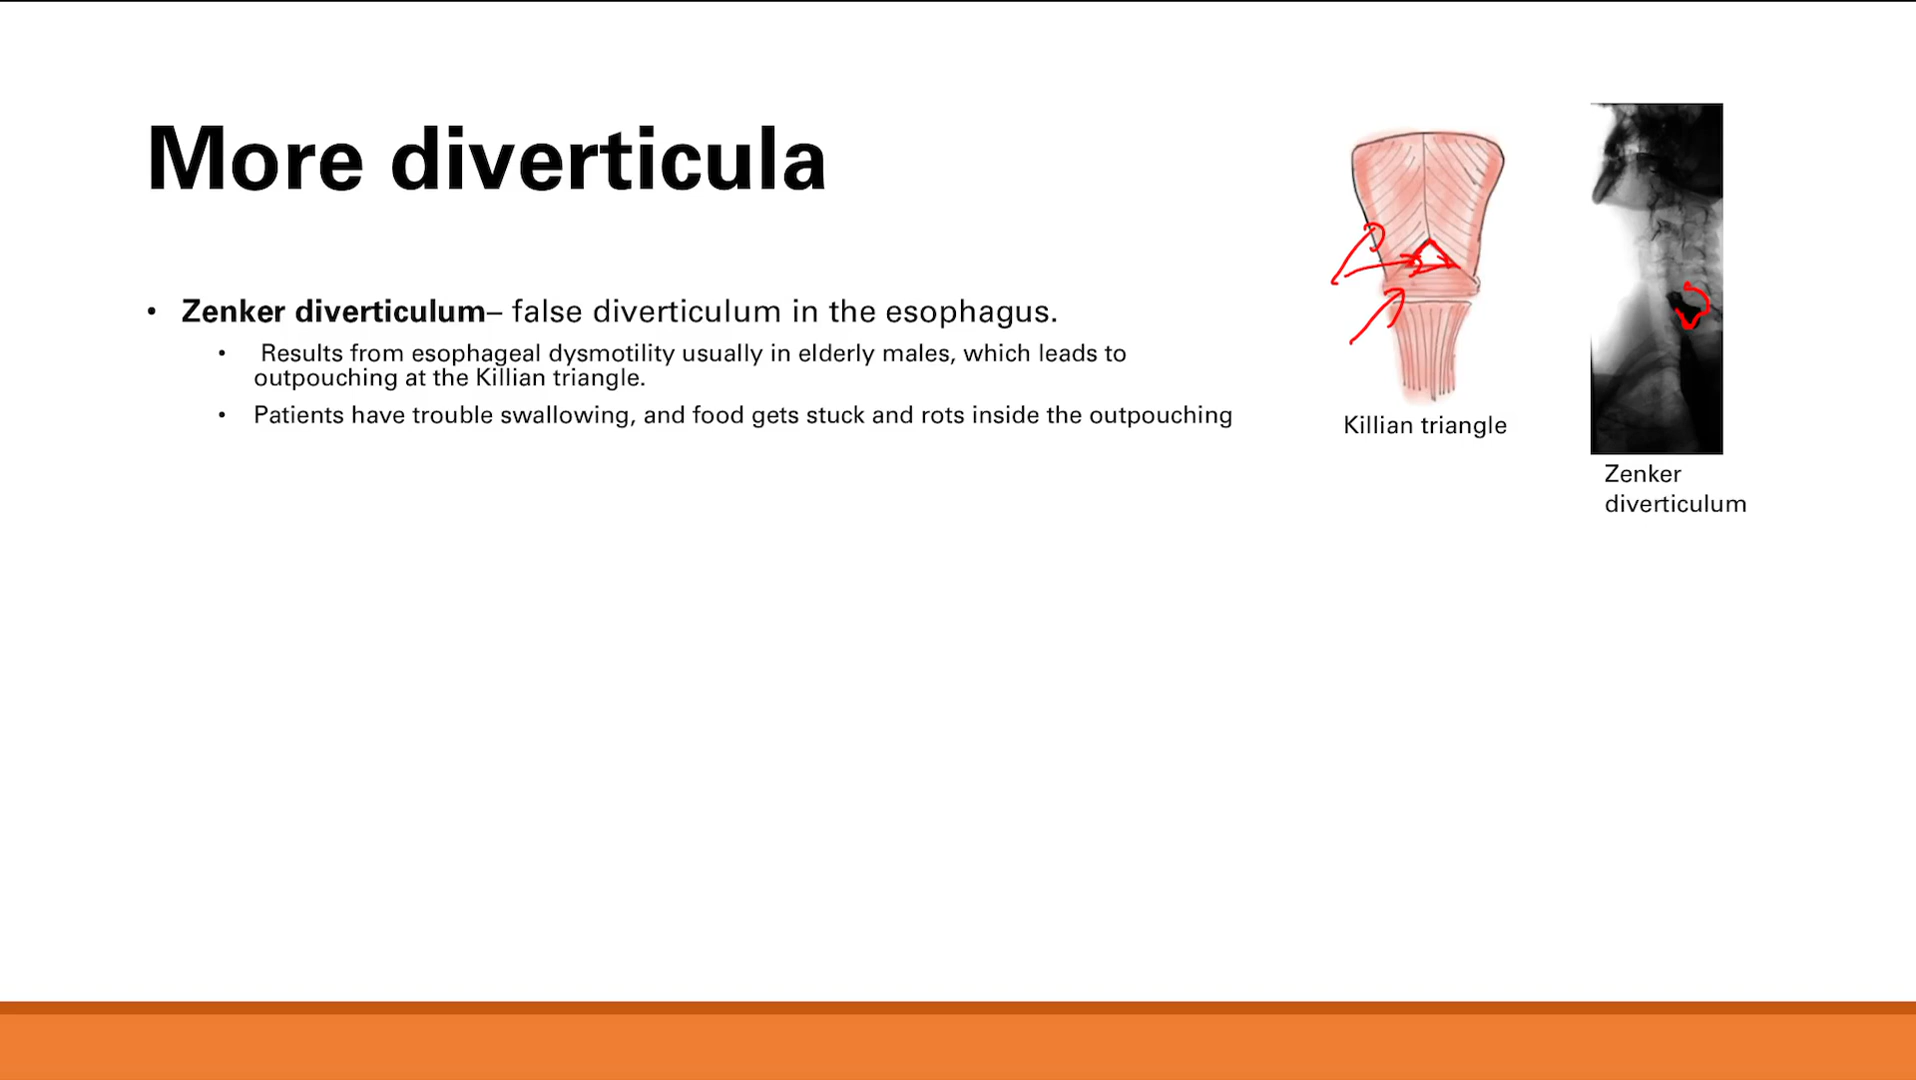 More diverticula
• Zenker diverticulum– false diverticulum in the esophagus.
• Results from esophageal dysmotility usually in elderly males, which leads to
outpouching at the Killian triangle.
• Patients have trouble swallowing, and food gets stuck and rots inside the outpouching
Killian triangle
Zenker
diverticulum